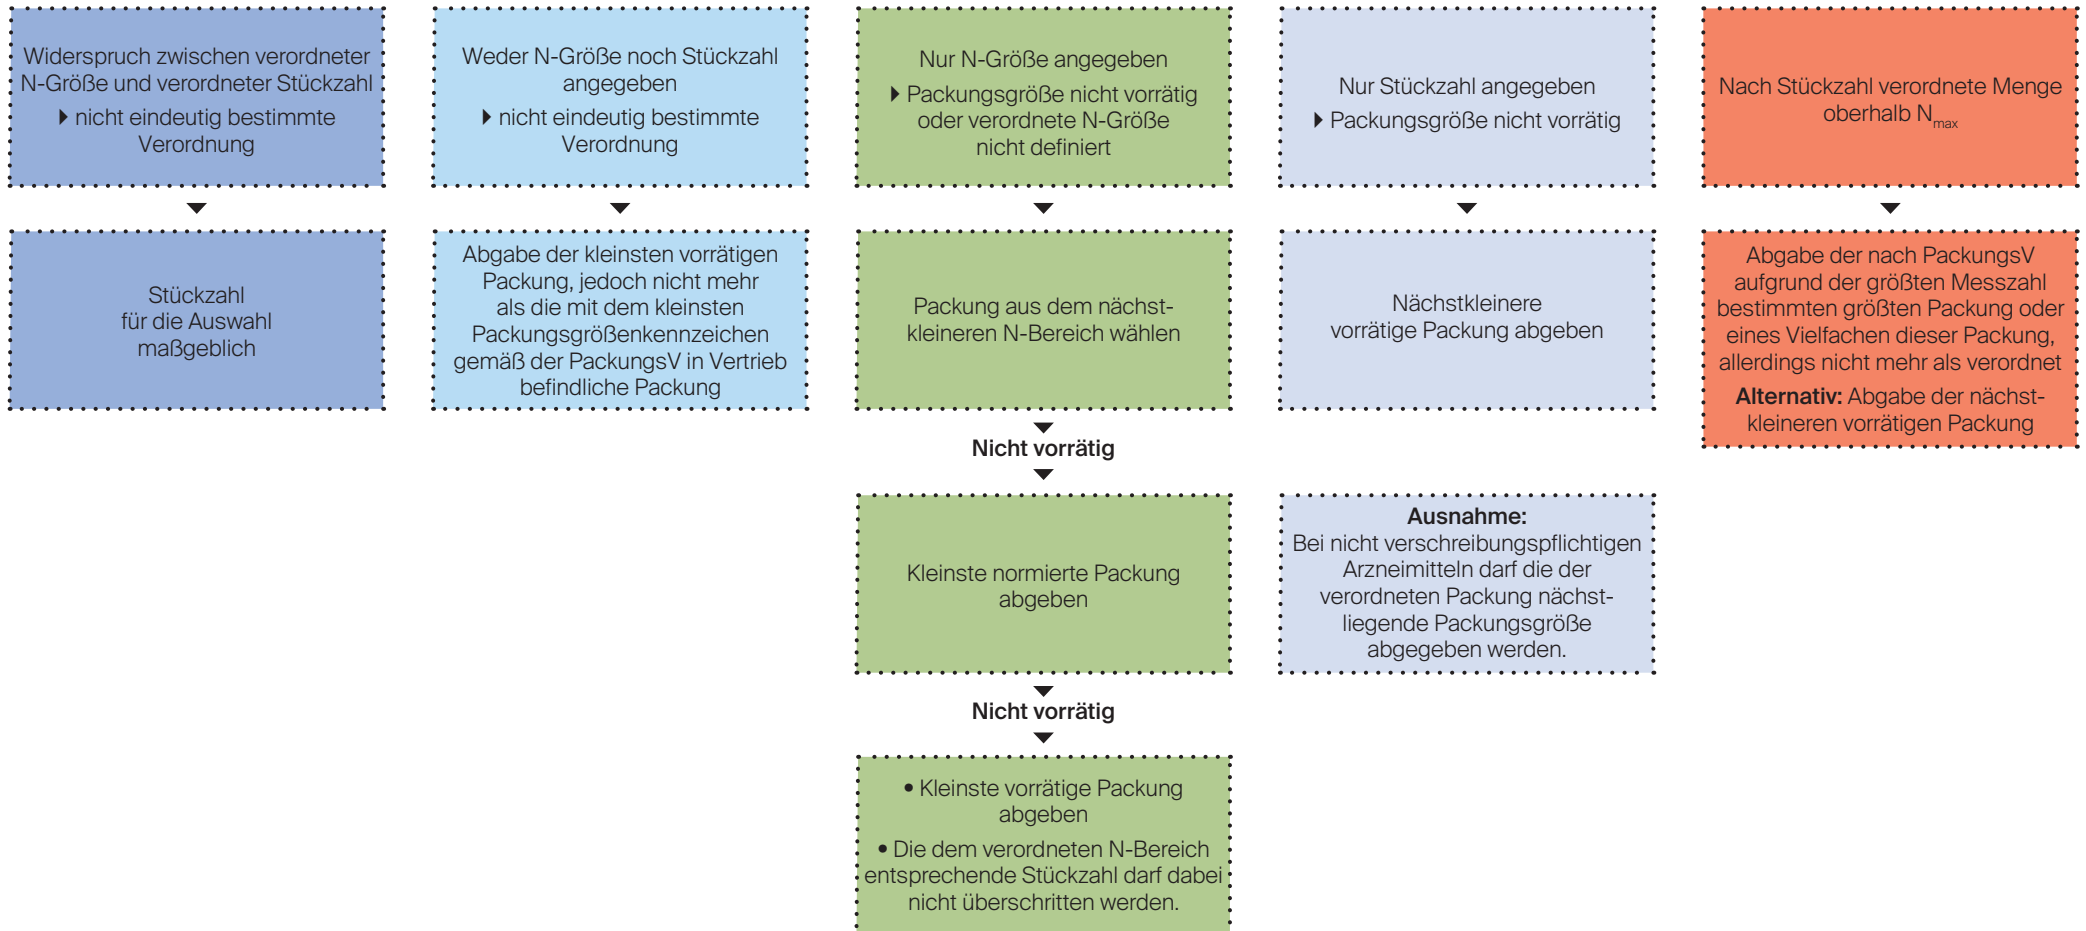 Widerspruch zwischen verordneter
N-Größe und verordneter Stückzahl
▶ nicht eindeutig bestimmte
Verordnung
Stückzahl
für die Auswahl
maßgeblich
Weder N-Größe noch Stückzahl
angegeben
▶ nicht eindeutig bestimmte
Verordnung
Abgabe der kleinsten vorrätigen
Packung, jedoch nicht mehr
als die mit dem kleinsten
Packungsgrößenkennzeichen
gemäß der PackungsV in Vertrieb
befindliche Packung
Nur N-Größe angegeben
▶ Packungsgröße nicht vorrätig
oder verordnete N-Größe
nicht definiert
Packung aus dem nächst-
kleineren N-Bereich wählen
Nicht vorrätig
Kleinste normierte Packung
abgeben
Nicht vorrätig
• Kleinste vorrätige Packung
abgeben
• Die dem verordneten N-Bereich
entsprechende Stückzahl darf dabei
nicht überschritten werden.
Nur Stückzahl angegeben
▶ Packungsgröße nicht vorrätig
Nächstkleinere
vorrätige Packung abgeben
Ausnahme:
Bei nicht verschreibungspflichtigen
Arzneimitteln darf die der
verordneten Packung nächst-
liegende Packungsgröße
abgegeben werden.
Nach Stückzahl verordnete Menge
oberhalb Nmax
Abgabe der nach PackungsV
aufgrund der größten Messzahl
bestimmten größten Packung oder
eines Vielfachen dieser Packung,
allerdings nicht mehr als verordnet
Alternativ: Abgabe der nächst-
kleineren vorrätigen Packung